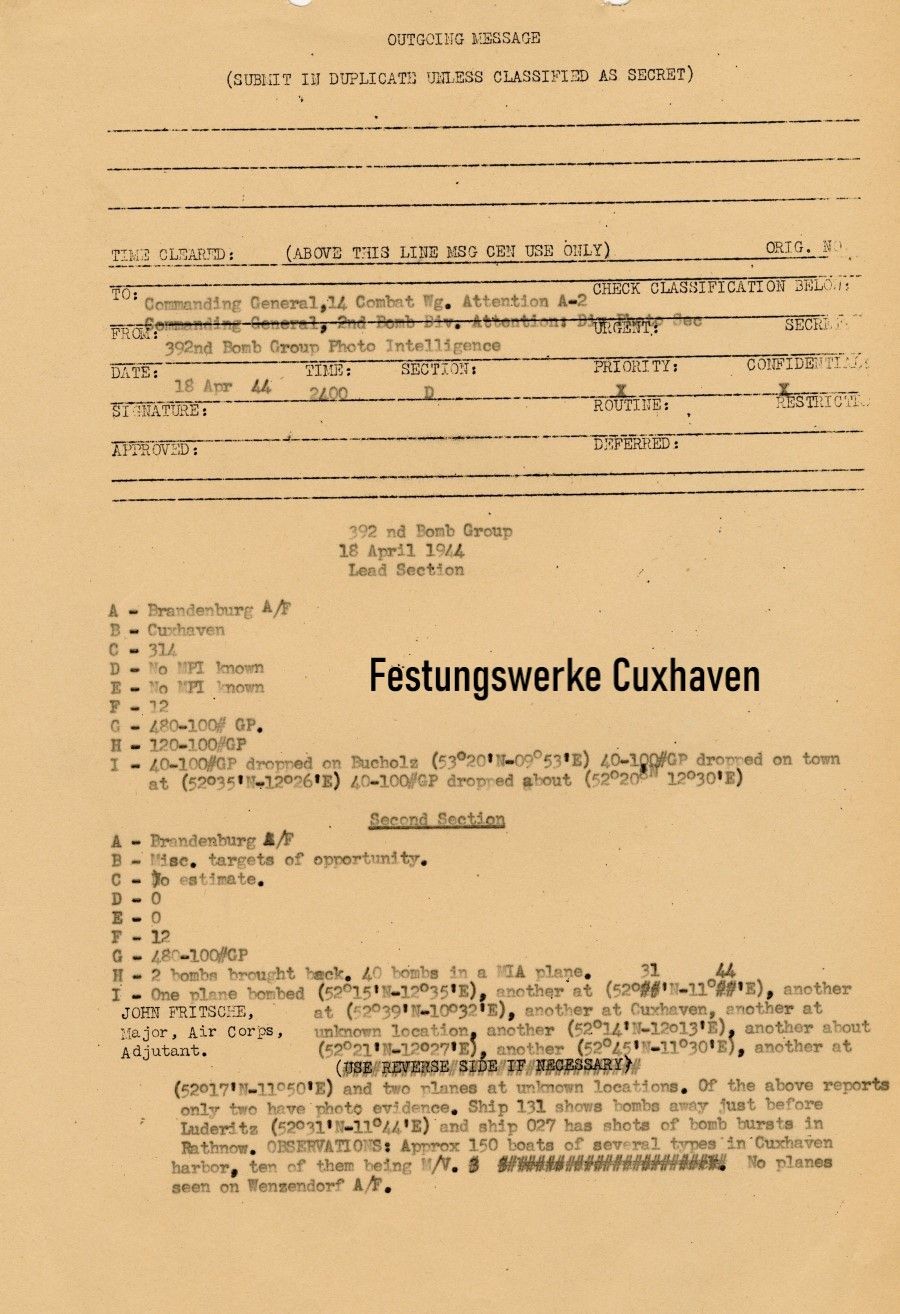 OUTGOING MESSAGE
(SUBMIT IN DUPLICATE UNLESS CLASSIFIED AS SECRET)
TIME CLEARED: (ABOVE THIS LINE MSG CEN USE ONLY) ORIG. NO.
TO: Commanding General,14 Combat Wg. Attention A-2 CHECK CLASSIFICATION BELOW:
Commanding General, 2nd Bomb Div. Attention: Div Photo Sec
FROM: 392nd Bomb Group Photo Intelligence URGENT: SECRET
DATE: TIME: SECTION: PRIORITY: CONFIDENTIAL:
18 Apr 44 2400 D X X
SIGNATURE: ROUTINE: RESTRICTE
APPROVED: DEFERRED:
392 nd Bomb Group
18 April 1944
Lead Section
A - Brandenburg A/F
B - Cuxhaven
C - 314
D - No MPI known
E - No MPI known
F - 12
G - 480-100# GP.
H - 120-100#GP
I - 40-100#GP dropped on Bucholz (53°20'N-09°53'E) 40-100#GP dropped on town
at (52°35'N-12°26'E) 40-100#GP dropped about (52°20'N 12°30'E)
Festungswerke Cuxhaven
Second Section
A - Brandenburg A/F
B - Misc. targets of opportunity.
C - No estimate.
D - 0
E - 0
F - 12
G - 480-100#GP
H - 2 bombs brought back. 40 bombs in a MIA plane. 31 44
I - One plane bombed (52°15'N-12°35'E), another at (52°##'N-11°##'E), another
at (52°39'N-10°32'E), another at Cuxhaven, another at
unknown location, another (52°14'N-12°13'E), another about
(52°21'N-12°27'E), another (52°45'N-11°30'E), another at
JOHN FRITSCHE,
Major, Air Corps,
Adjutant.
(USE REVERSE SIDE IF NECESSARY)
(52°17'N-11°50'E) and two planes at unknown locations. Of the above reports
only two have photo evidence. Ship 131 shows bombs away just before
Luderitz (52°31'N-11°44'E) and ship 027 has shots of bomb bursts in
Rathnow. OBSERVATIONS: Approx 150 boats of several types in Cuxhaven
harbor, ten of them being M/V. No planes
seen on Wenzendorf A/F.